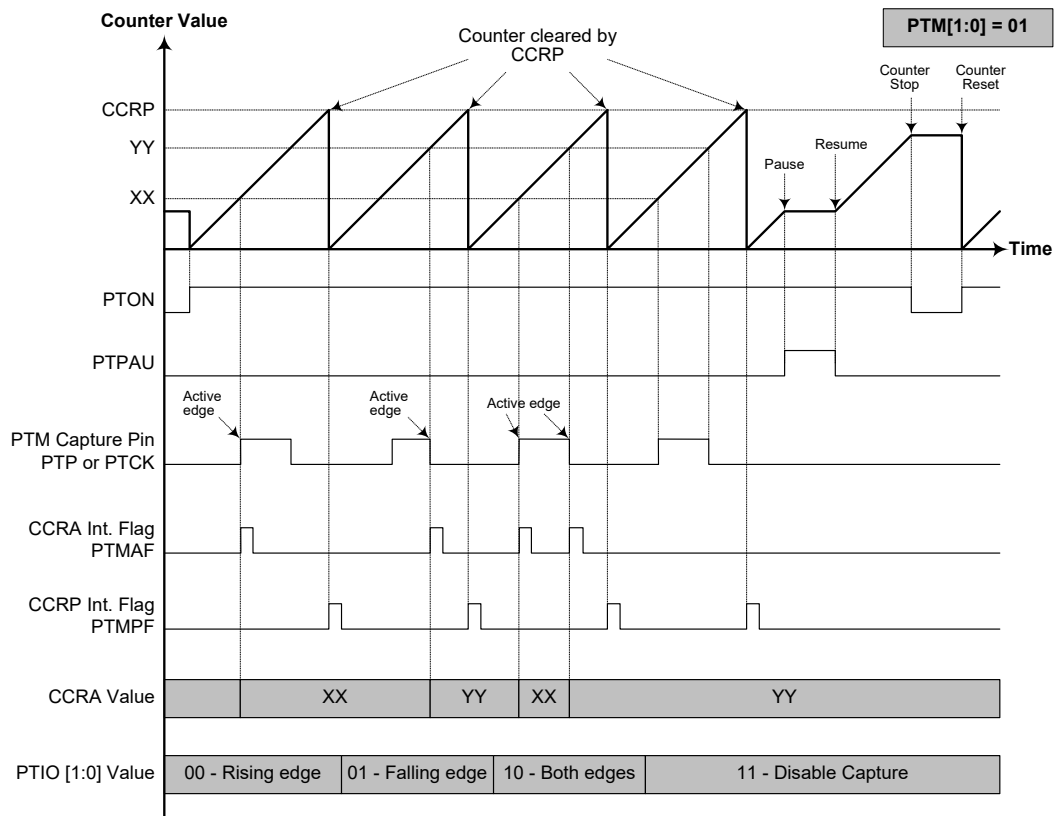 Counter Value
PTM[1:0] = 01
Counter cleared by
CCRP
Counter
Stop
Counter
Reset
CCRP
YY
XX
Pause
Resume
Time
PTON
PTPAU
Active
edge
Active
edge
Active edge
PTM Capture Pin
PTP or PTCK
CCRA Int. Flag
PTMAF
CCRP Int. Flag
PTMPF
CCRA Value
XX
YY
XX
YY
PTIO [1:0] Value
00 - Rising edge
01 - Falling edge
10 - Both edges
11 - Disable Capture